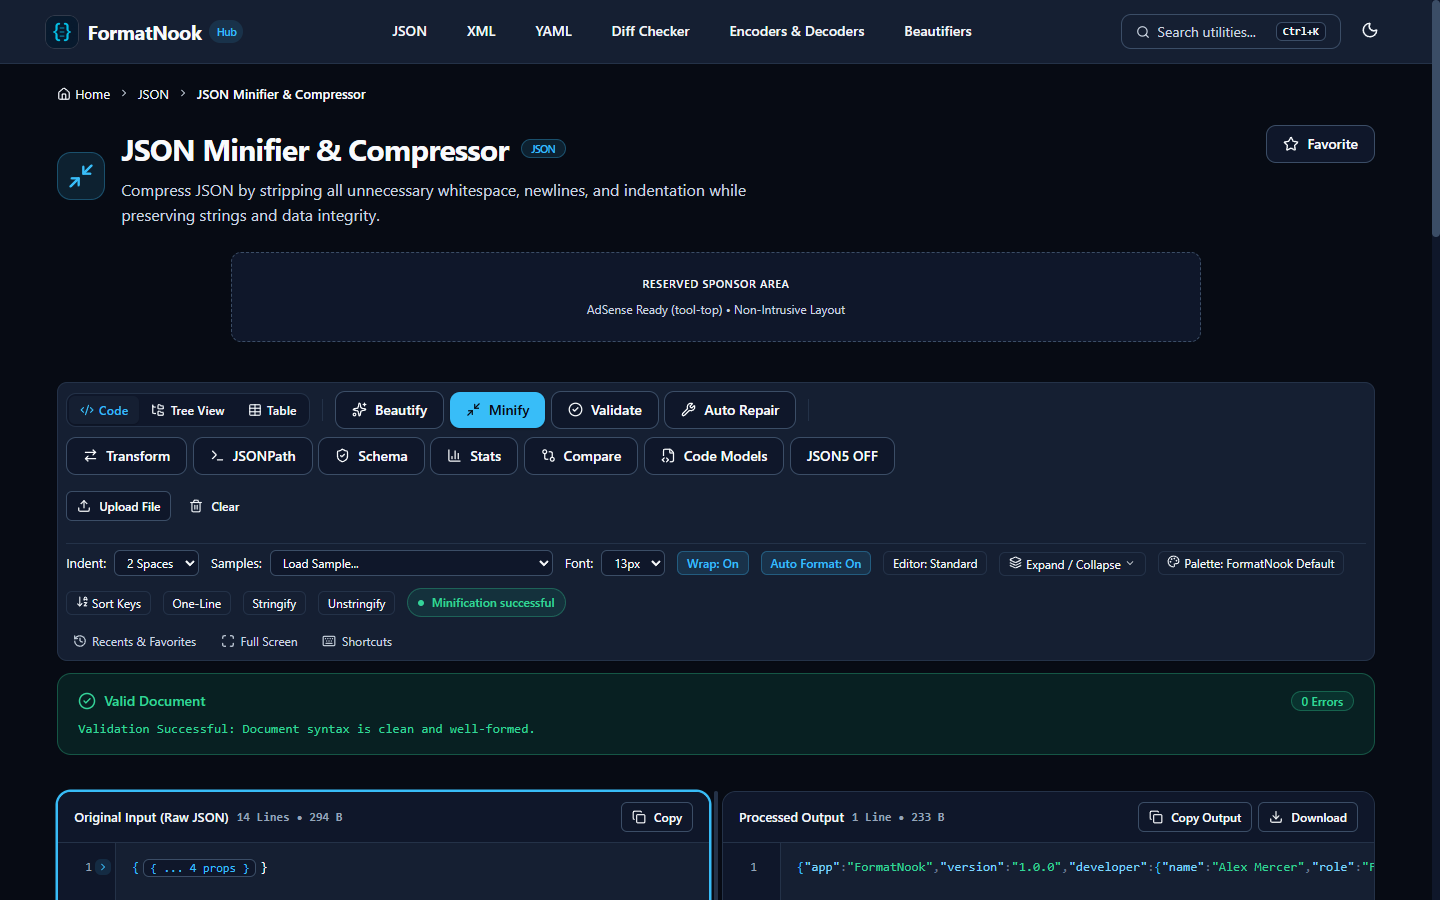 FormatNook Hub
JSON
XML
YAML
Diff Checker
Encoders & Decoders
Beautifiers
Search utilities...
Ctrl+K
Home > JSON > JSON Minifier & Compressor
JSON Minifier & Compressor JSON
Favorite
Compress JSON by stripping all unnecessary whitespace, newlines, and indentation while
preserving strings and data integrity.
RESERVED SPONSOR AREA
AdSense Ready (tool-top) • Non-Intrusive Layout
Code Tree View Table Beautify Minify Validate Auto Repair
Transform JSONPath Schema Stats Compare Code Models JSON5 OFF
Upload File Clear
Indent: 2 Spaces Samples: Load Sample... Font: 13px Wrap: On Auto Format: On Editor: Standard Expand / Collapse Palette: FormatNook Default
Sort Keys One-Line Stringify Unstringify Minification successful
Recents & Favorites Full Screen Shortcuts
Valid Document
0 Errors
Validation Successful: Document syntax is clean and well-formed.
Original Input (Raw JSON) 14 Lines • 294 B Copy
1 { { ... 4 props } }
Processed Output 1 Line • 233 B Copy Output Download
1 {"app":"FormatNook","version":"1.0.0","developer":{"name":"Alex Mercer","role":"F